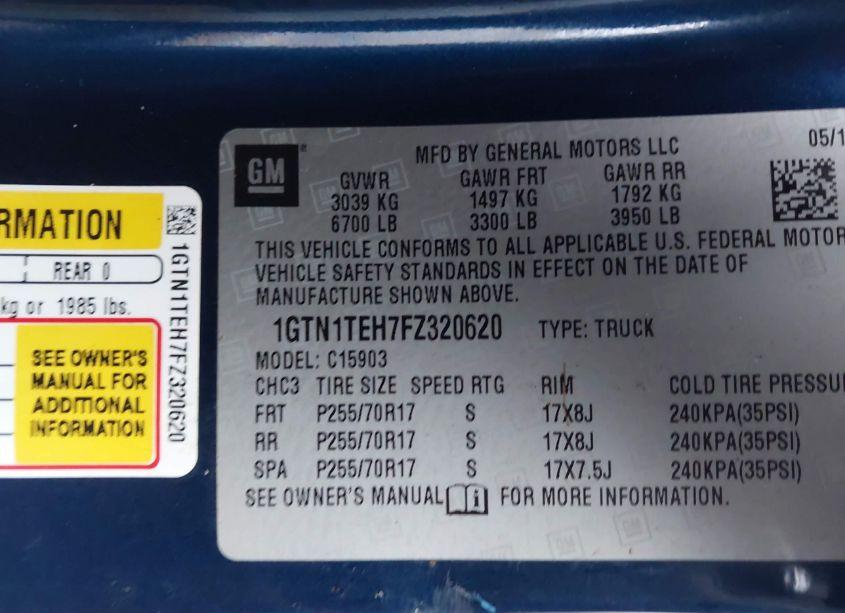 RMATION
REAR 0
kg or 1985 lbs.
SEE OWNER'S
MANUAL FOR
ADDITIONAL
INFORMATION
1GTN1TEH7FZ320620
GM
MFD BY GENERAL MOTORS LLC
05/1
GVWR GAWR FRT GAWR RR
3039 KG 1497 KG 1792 KG
6700 LB 3300 LB 3950 LB
THIS VEHICLE CONFORMS TO ALL APPLICABLE U.S. FEDERAL MOTOR
VEHICLE SAFETY STANDARDS IN EFFECT ON THE DATE OF
MANUFACTURE SHOWN ABOVE.
1GTN1TEH7FZ320620 TYPE: TRUCK
MODEL: C15903
CHC3 TIRE SIZE SPEED RTG RIM COLD TIRE PRESSU
FRT P255/70R17 S 17X8J 240KPA(35PSI)
RR P255/70R17 S 17X8J 240KPA(35PSI)
SPA P255/70R17 S 17X7.5J 240KPA(35PSI)
SEE OWNER'S MANUAL FOR MORE INFORMATION.